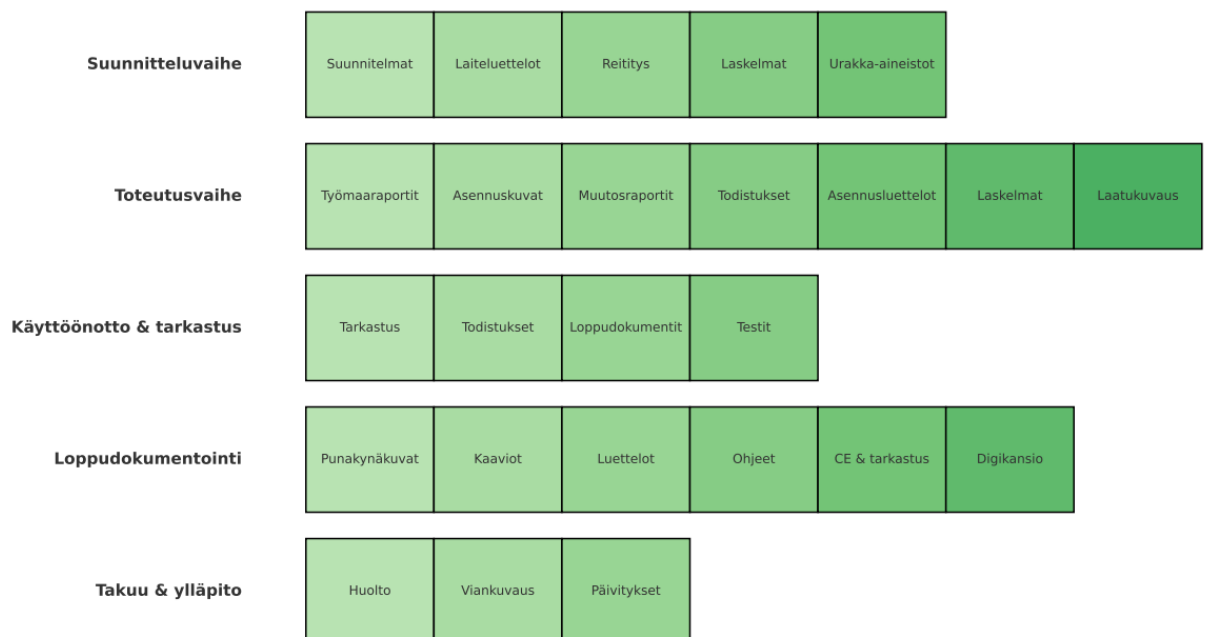 Suunnitteluvaihe
Suunnitelmat
Laiteluettelot
Reititys
Laskelmat
Urakka-aineistot
Toteutusvaihe
Työmaaraportit
Asennuskuvat
Muutosraportit
Todistukset
Asennusluettelot
Laskelmat
Laatukuvaus
Käyttöönotto & tarkastus
Tarkastus
Todistukset
Loppudokumentit
Testit
Loppudokumentointi
Punakynäkuvat
Kaaviot
Luettelot
Ohjeet
CE & tarkastus
Digikansio
Takuu & ylläpito
Huolto
Viankuvaus
Päivitykset